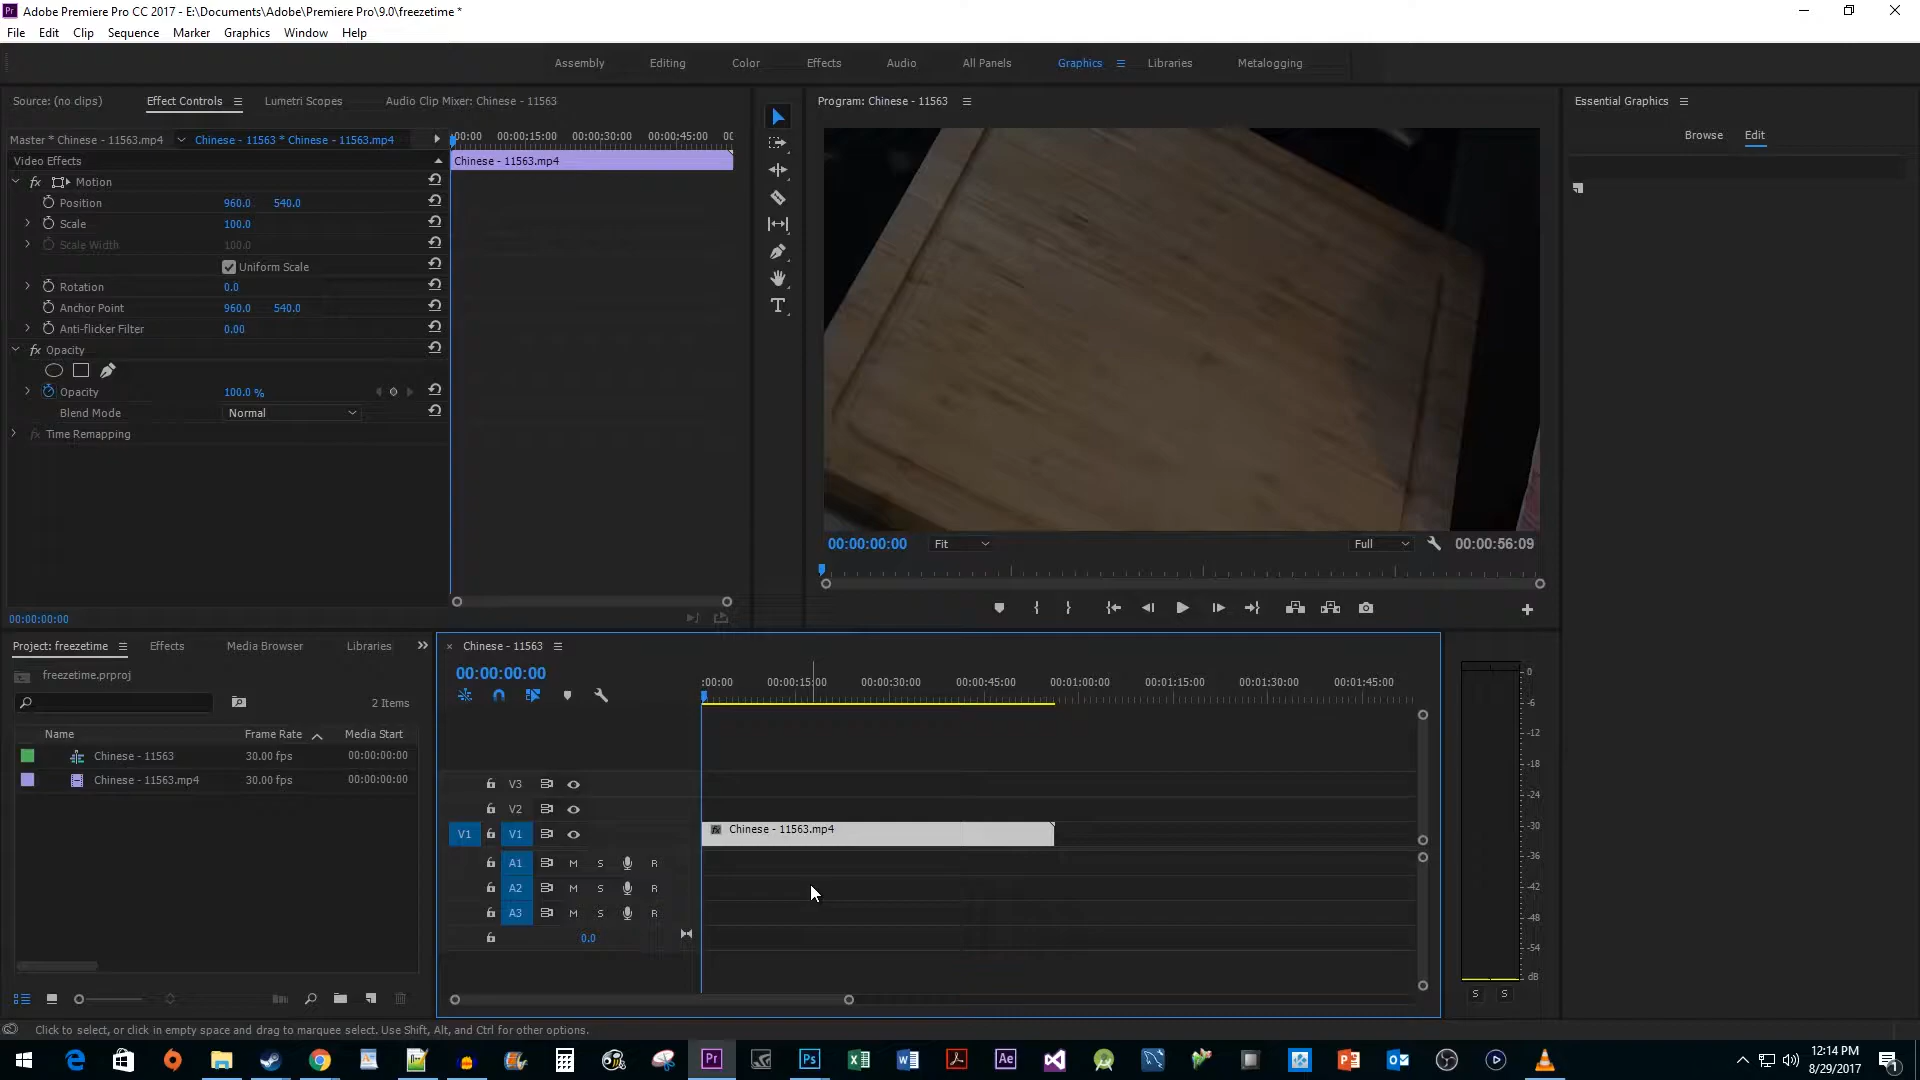 Adobe Premiere Pro CC 2017 - E:\Documents\Adobe\Premiere Pro\9.0\freezetime *
File Edit Clip Sequence Marker Graphics Window Help
Assembly Editing Color Effects Audio All Panels Graphics Libraries Metalogging
Source: (no clips) Effect Controls Lumetri Scopes Audio Clip Mixer: Chinese - 11563
Master * Chinese - 11563.mp4 Chinese - 11563 * Chinese - 11563.mp4
:00:00 00:00:15:00 00:00:30:00 00:00:45:00 00
Video Effects
Chinese - 11563.mp4
fx Motion
Position 960.0 540.0
Scale 100.0
Scale Width 100.0
Uniform Scale
Rotation 0.0
Anchor Point 960.0 540.0
Anti-flicker Filter 0.00
fx Opacity
Opacity 100.0 %
Blend Mode Normal
fx Time Remapping
00:00:00:00
Program: Chinese - 11563
00:00:00:00 Fit Full 00:00:56:09
Essential Graphics
Browse Edit
Project: freezetime Effects Media Browser Libraries
freezetime.prproj
2 Items
Name Frame Rate Media Start
Chinese - 11563 30.00 fps 00:00:00:00
Chinese - 11563.mp4 30.00 fps 00:00:00:00
Chinese - 11563
00:00:00:00
:00:00 00:00:15:00 00:00:30:00 00:00:45:00 00:01:00:00 00:01:15:00 00:01:30:00 00:01:45:00
V3
V2
V1 V1 fx Chinese - 11563.mp4
A1 M S R
A2 M S R
A3 M S R
0.0
0
-6
-12
-18
-24
-30
-36
-42
-48
-54
dB
S S
Click to select, or click in empty space and drag to marquee select. Use Shift, Alt, and Ctrl for other options.
12:14 PM
8/29/2017
1